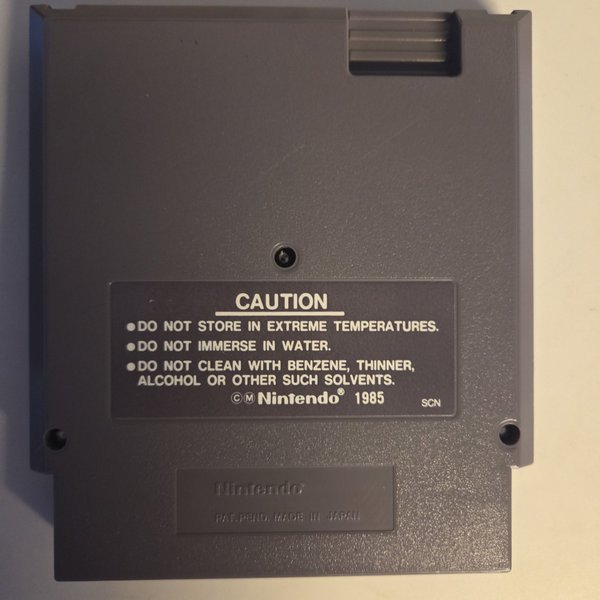 CAUTION
●DO NOT STORE IN EXTREME TEMPERATURES.
●DO NOT IMMERSE IN WATER.
●DO NOT CLEAN WITH BENZENE, THINNER,
ALCOHOL OR OTHER SUCH SOLVENTS.
©Ⓜ Nintendo® 1985 SCN
Nintendo®
PAT. PEND. MADE IN JAPAN